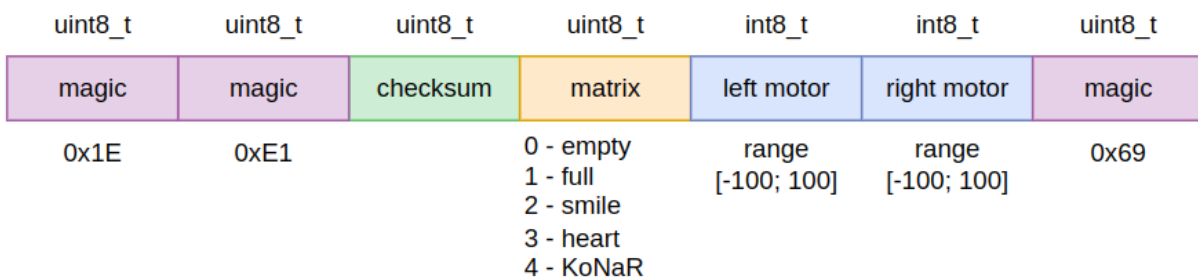 uint8_t uint8_t uint8_t uint8_t int8_t int8_t uint8_t
magic magic checksum matrix left motor right motor magic
0x1E 0xE1 0 - empty range range 0x69
1 - full [-100; 100] [-100; 100]
2 - smile
3 - heart
4 - KoNaR